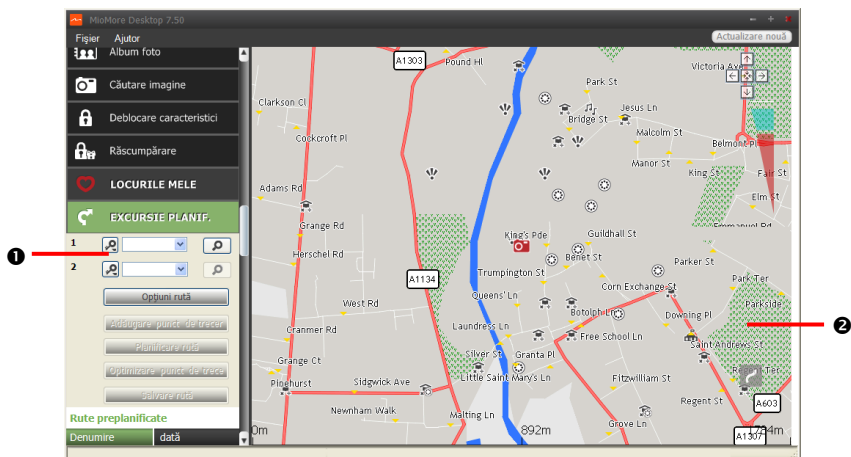 MioMore Desktop 7.50
Fişier Ajutor
Actualizare nouă
Album foto
Căutare imagine
Deblocare caracteristici
Răscumpărare
LOCURILE MELE
EXCURSIE PLANIF.
1
2
Opţiuni rută
Adăugare 'punct de trecer
Planificare rută
Optimizare 'punct de trece
Salvare rută
Rute preplanificate
Denumire dată
❶
❷
A1303
Pound Hl
Victoria Ave
Park St
Clarkson Cl
Jesus Ln
Bridge St
Malcolm St
Cockcroft Pl
Belmont Pl
Manor St
King St
Fair St
Adams Rd
Elm St
Emmanuel Rd
Grange Rd
King's Pde
Guildhall St
Herschel Rd
Benet St
Parker St
Trumpington St
A1134
Park Ter
Corn Exchange St
Queens' Ln
Parkside
West Rd
Botolph Ln
Downing Pl
Cranmer Rd
Laundress Ln
Free School Ln
Saint Andrews St
Silver St
Granta Pl
Grange Ct
Regent Ter
Pinehurst
Sidgwick Ave
Little Saint Mary's Ln
Fitzwilliam St
Regent St
A603
Newnham Walk
Malting Ln
Grove Ln
0m
892m
1784m
A1307